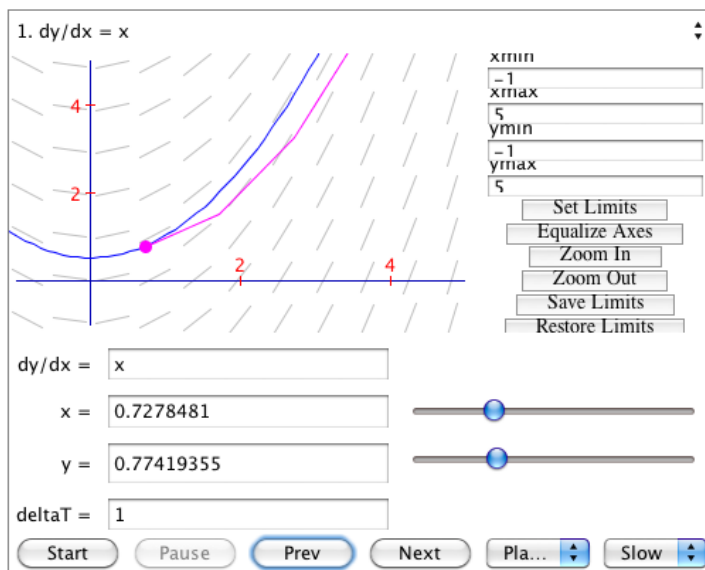 1. dy/dx = x
xmin
-1
xmax
5
ymin
-1
ymax
5
Set Limits
Equalize Axes
Zoom In
Zoom Out
Save Limits
Restore Limits
4
2
2
4
dy/dx = x
x = 0.7278481
y = 0.77419355
deltaT = 1
Start Pause Prev Next Pla... Slow